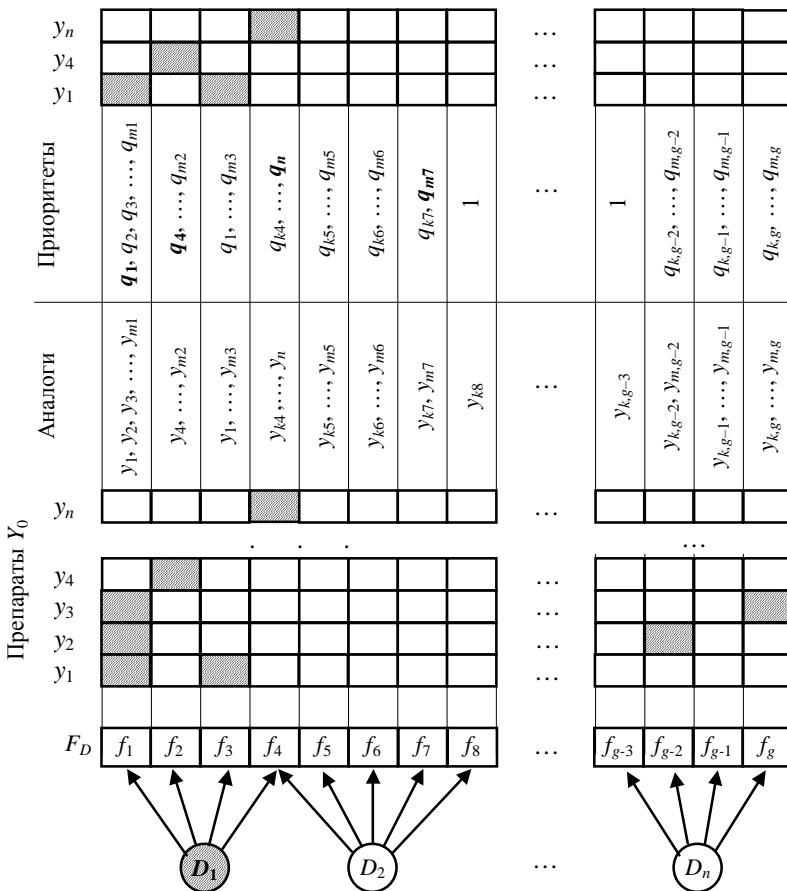 yn …
y4 …
y1 …
Приоритеты
q1, q2, q3, …, qm1
q4, …, qm2
q1, …, qm3
qk4, …, qn
qk5, …, qm5
qk6, …, qm6
qk7, qm7
1
…
1
qk,g−2, …, qm,g−2
qk,g−1, …, qm,g−1
qk,g, …, qm,g
Аналоги
y1, y2, y3, …, ym1
y4, …, ym2
y1, …, ym3
yk4, …, yn
yk5, …, ym5
yk6, …, ym6
yk7, ym7
yk8
…
yk,g−3
yk,g−2, ym,g−2
yk,g−1, …, ym,g−1
yk,g, …, ym,g
Препараты Y0
yn …
. . . …
y4 …
y3 …
y2 …
y1 …
FD f1 f2 f3 f4 f5 f6 f7 f8 … fg-3 fg-2 fg-1 fg
D1 D2 … Dn